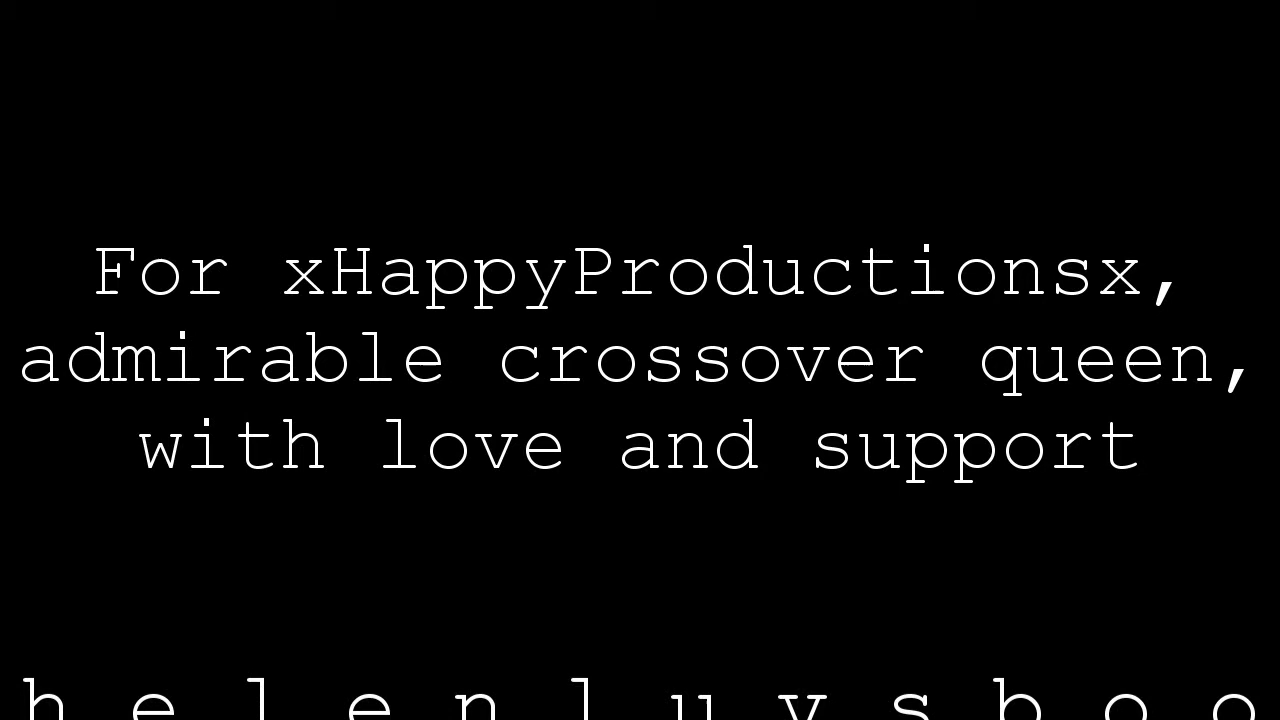 For xHappyProductionsx,
admirable crossover queen,
with love and support
h e l e n l u v s b o o